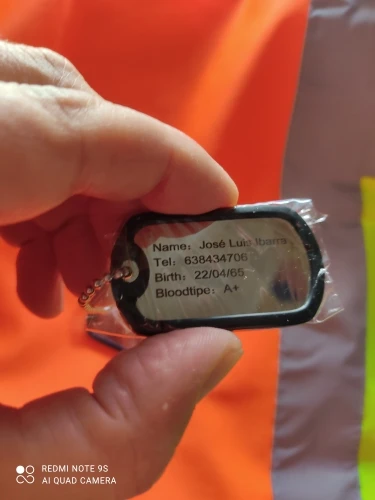 Name: José Luis Ibarra
Tel: 638434706
Birth: 22/04/65
Bloodtipe: A+
REDMI NOTE 9S
AI QUAD CAMERA